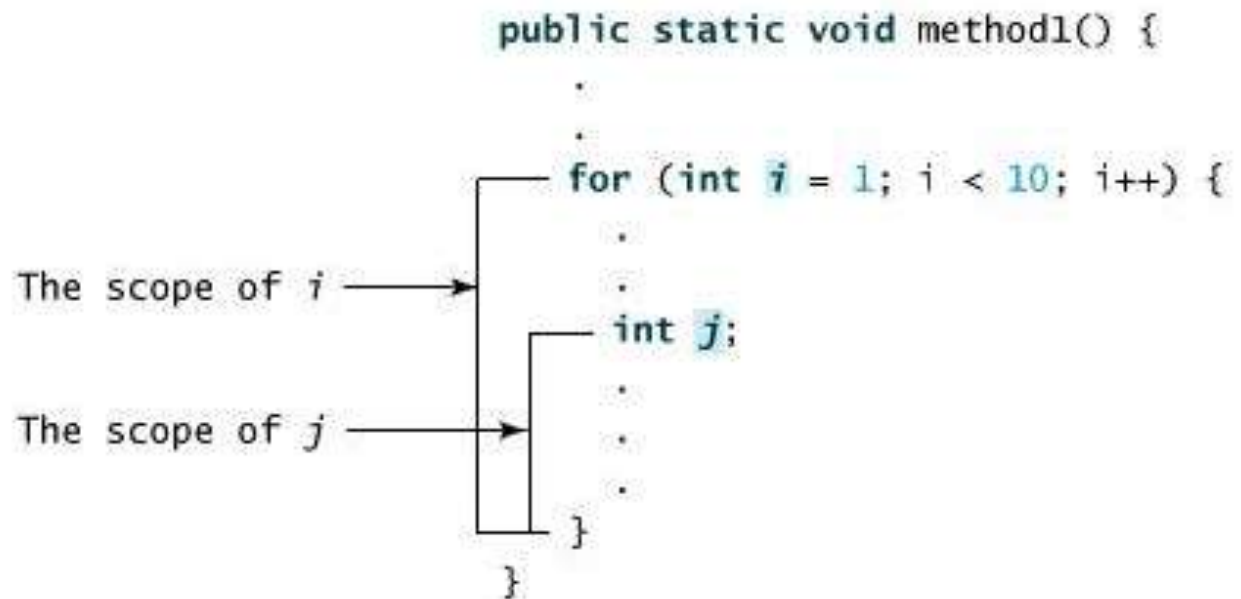 public static void method1() {
.
.
for (int i = 1; i < 10; i++) {
.
.
The scope of i
int j;
.
The scope of j
.
.
}
}